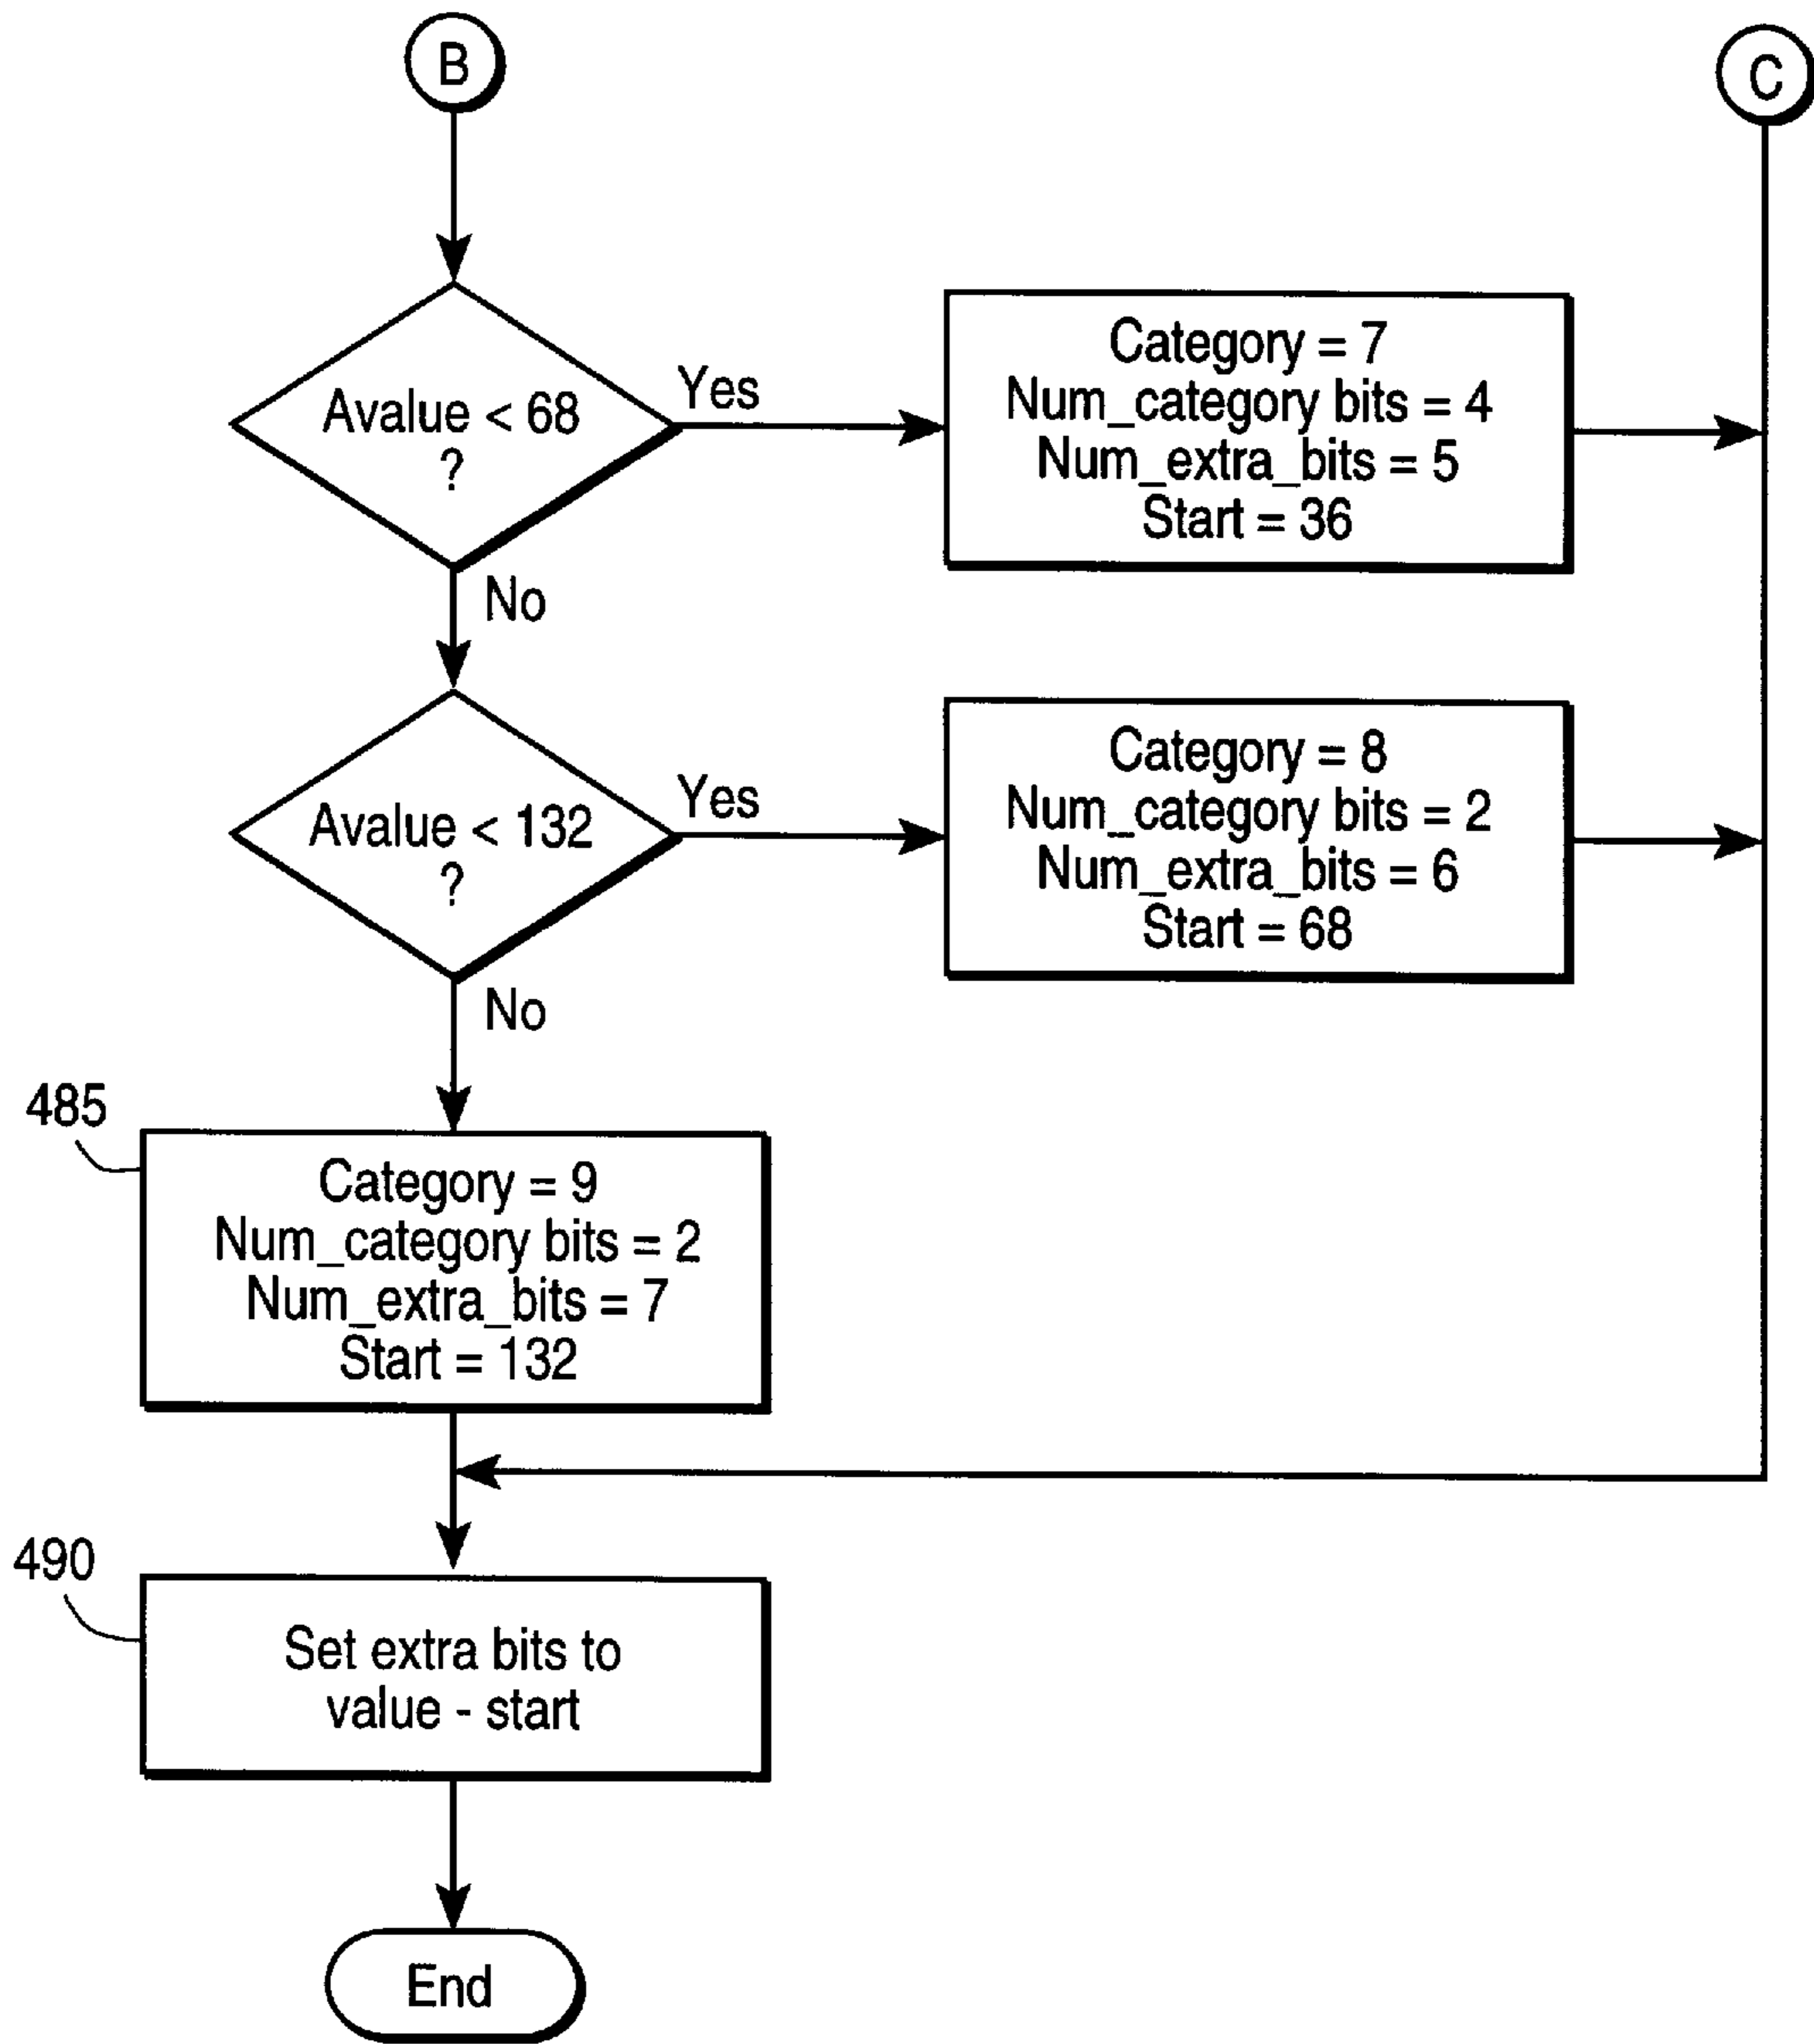 B
C
Avalue < 68
?
Yes
Category = 7
Num_category bits = 4
Num_extra_bits = 5
Start = 36
No
Avalue < 132
?
Yes
Category = 8
Num_category bits = 2
Num_extra_bits = 6
Start = 68
No
485
Category = 9
Num_category bits = 2
Num_extra_bits = 7
Start = 132
490
Set extra bits to
value - start
End